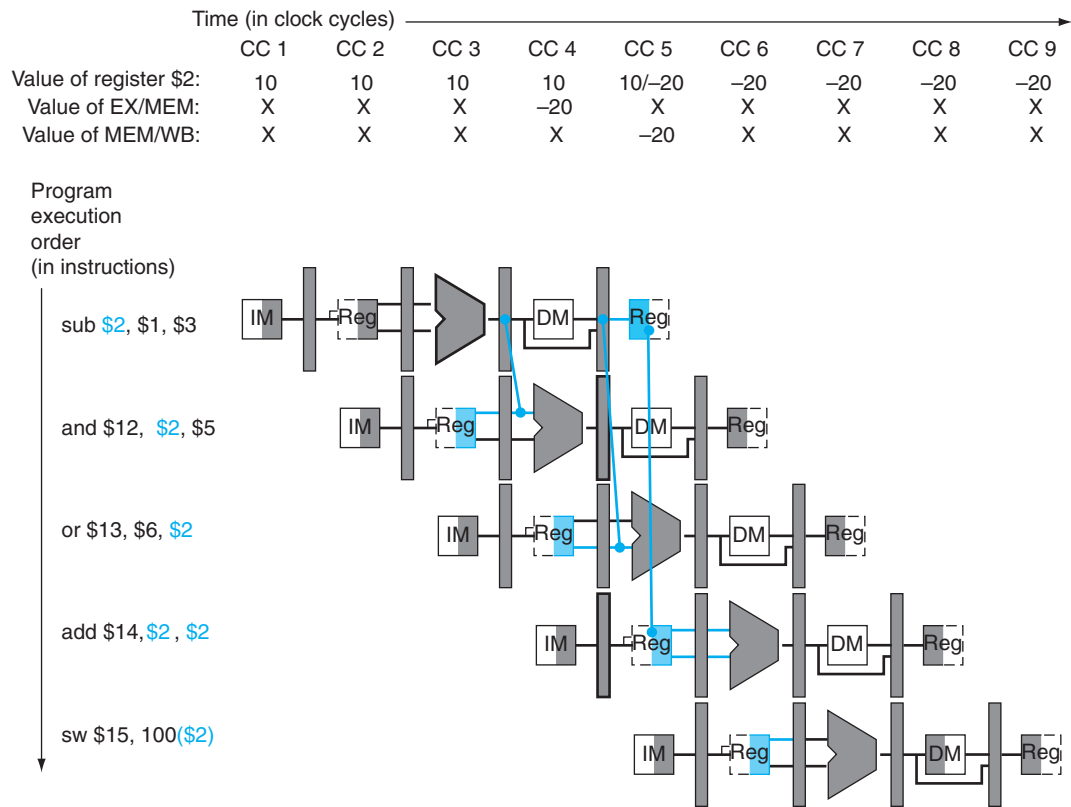 Time (in clock cycles)
CC 1 CC 2 CC 3 CC 4 CC 5 CC 6 CC 7 CC 8 CC 9
Value of register $2: 10 10 10 10 10/–20 –20 –20 –20 –20
Value of EX/MEM: X X X –20 X X X X X
Value of MEM/WB: X X X X –20 X X X X
Program
execution
order
(in instructions)
sub $2, $1, $3
IM Reg DM Reg
and $12, $2, $5
IM Reg DM Reg
or $13, $6, $2
IM Reg DM Reg
add $14,$2 , $2
IM Reg DM Reg
sw $15, 100($2)
IM Reg DM Reg